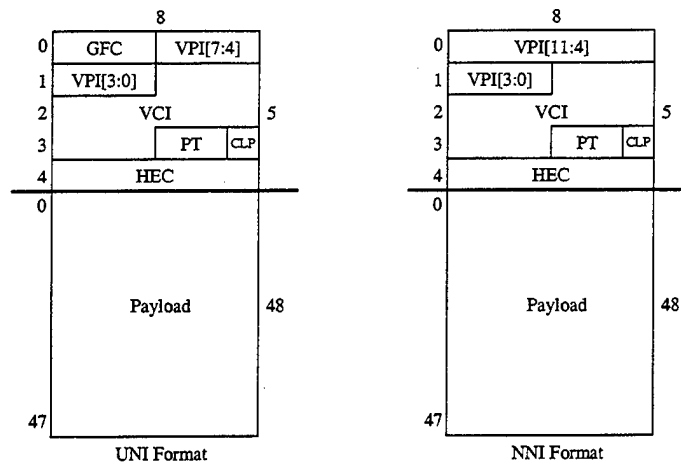 8
0 GFC VPI[7:4]
1 VPI[3:0]
2 VCI 5
3 PT CLP
4 HEC
0
Payload 48
47
UNI Format
8
0 VPI[11:4]
1 VPI[3:0]
2 VCI 5
3 PT CLP
4 HEC
0
Payload 48
47
NNI Format